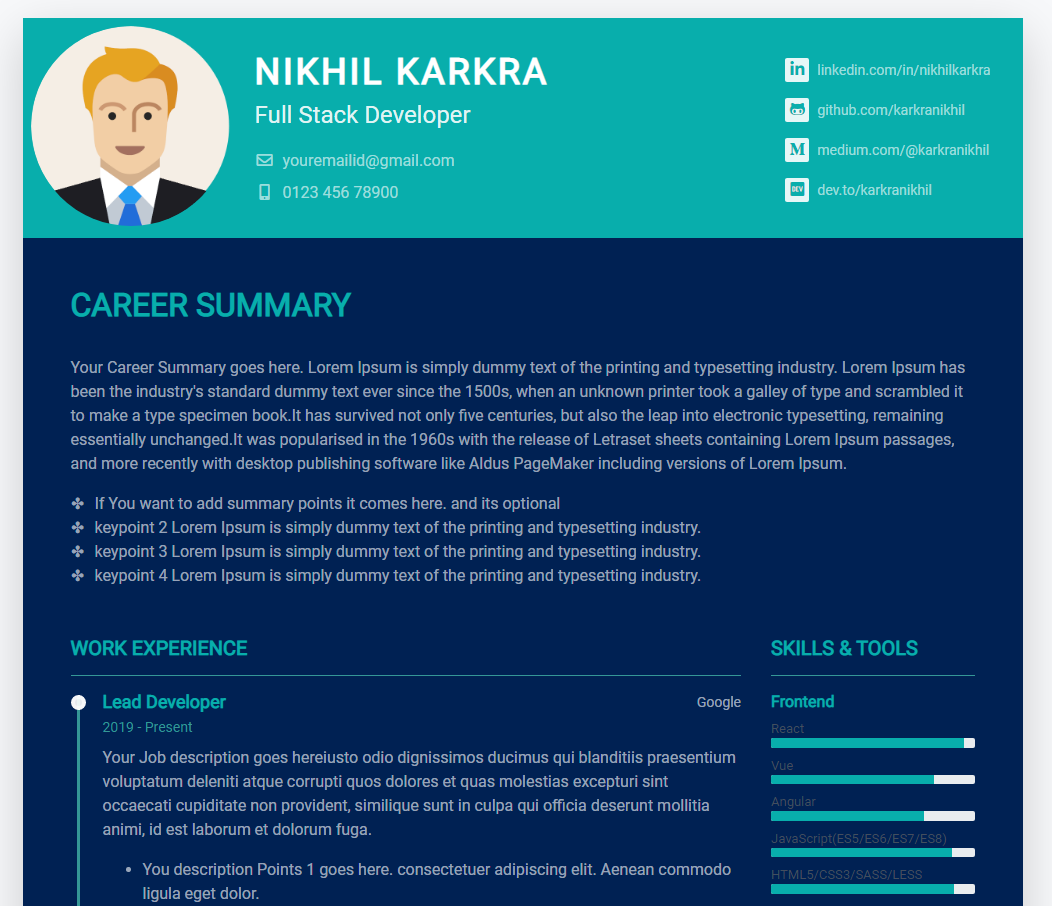 NIKHIL KARKRA
Full Stack Developer
youremailid@gmail.com
0123 456 78900
in linkedin.com/in/nikhilkarkra
github.com/karkranikhil
M medium.com/@karkranikhil
DEV dev.to/karkranikhil
CAREER SUMMARY
Your Career Summary goes here. Lorem Ipsum is simply dummy text of the printing and typesetting industry. Lorem Ipsum has
been the industry's standard dummy text ever since the 1500s, when an unknown printer took a galley of type and scrambled it
to make a type specimen book.It has survived not only five centuries, but also the leap into electronic typesetting, remaining
essentially unchanged.It was popularised in the 1960s with the release of Letraset sheets containing Lorem Ipsum passages,
and more recently with desktop publishing software like Aldus PageMaker including versions of Lorem Ipsum.
If You want to add summary points it comes here. and its optional
keypoint 2 Lorem Ipsum is simply dummy text of the printing and typesetting industry.
keypoint 3 Lorem Ipsum is simply dummy text of the printing and typesetting industry.
keypoint 4 Lorem Ipsum is simply dummy text of the printing and typesetting industry.
WORK EXPERIENCE
Lead Developer
Google
2019 - Present
Your Job description goes hereiusto odio dignissimos ducimus qui blanditiis praesentium
voluptatum deleniti atque corrupti quos dolores et quas molestias excepturi sint
occaecati cupiditate non provident, similique sunt in culpa qui officia deserunt mollitia
animi, id est laborum et dolorum fuga.
• You description Points 1 goes here. consectetuer adipiscing elit. Aenean commodo
ligula eget dolor.
SKILLS & TOOLS
Frontend
React
Vue
Angular
JavaScript(ES5/ES6/ES7/ES8)
HTML5/CSS3/SASS/LESS